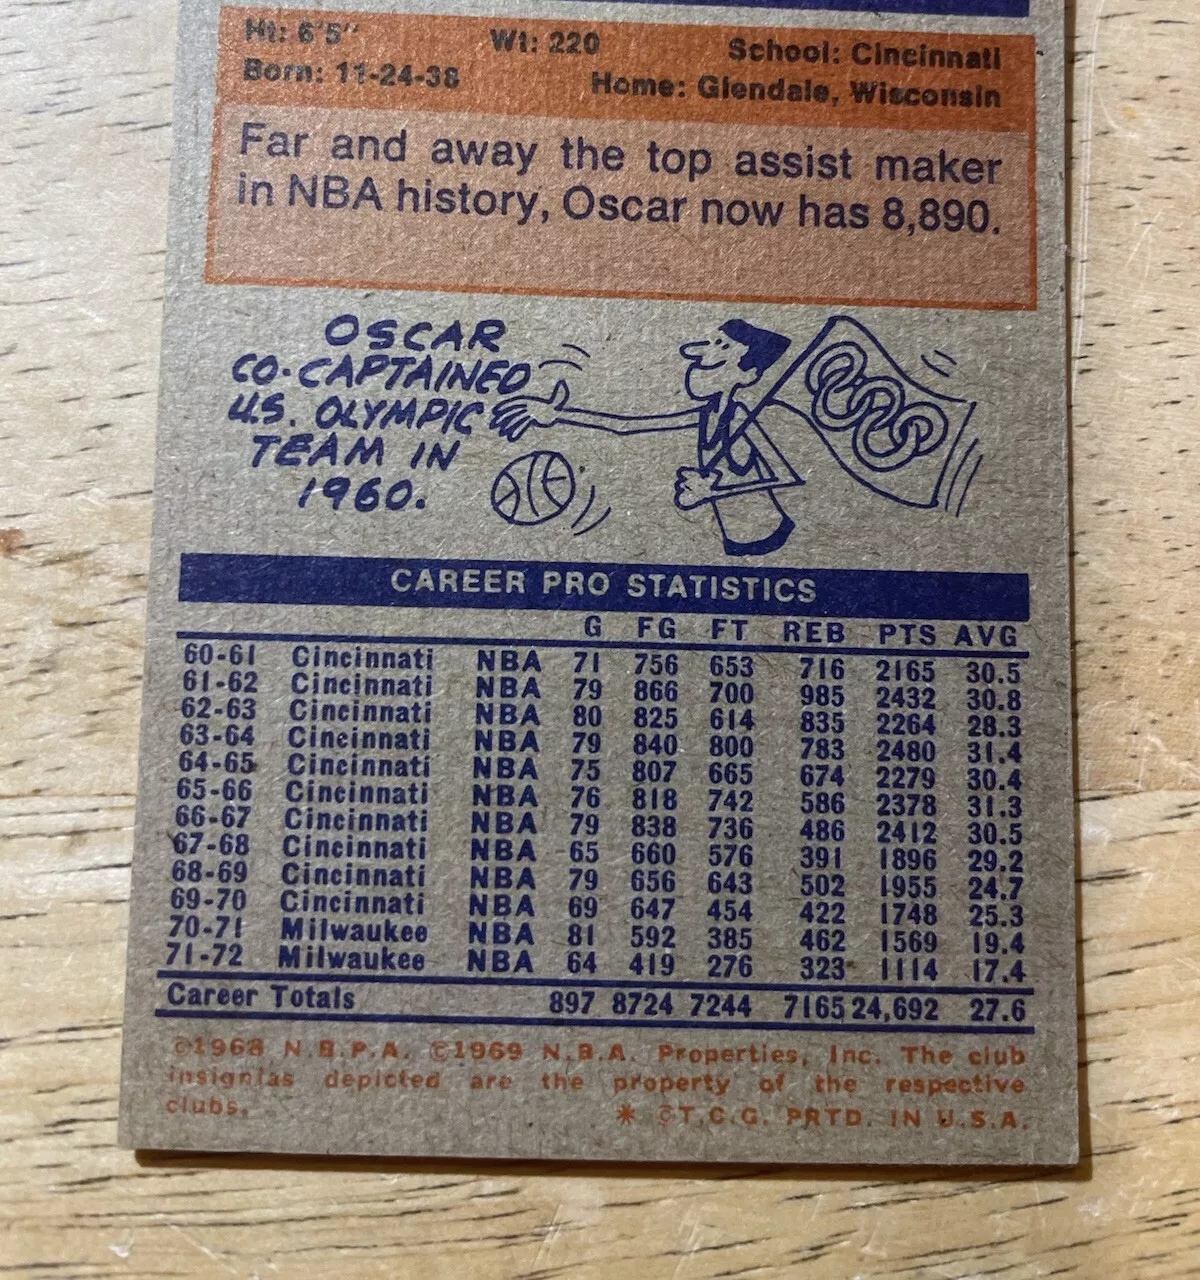 Ht: 6'5" Wt: 220 School: Cincinnati
Born: 11-24-38 Home: Glendale, Wisconsin
Far and away the top assist maker
in NBA history, Oscar now has 8,890.
OSCAR
CO-CAPTAINED
U.S. OLYMPIC
TEAM IN
1960.
CAREER PRO STATISTICS
G FG FT REB PTS AVG
60-61 Cincinnati NBA 71 756 653 716 2165 30.5
61-62 Cincinnati NBA 79 866 700 985 2432 30.8
62-63 Cincinnati NBA 80 825 614 835 2264 28.3
63-64 Cincinnati NBA 79 840 800 783 2480 31.4
64-65 Cincinnati NBA 75 807 665 674 2279 30.4
65-66 Cincinnati NBA 76 818 742 586 2378 31.3
66-67 Cincinnati NBA 79 838 736 486 2412 30.5
67-68 Cincinnati NBA 65 660 576 391 1896 29.2
68-69 Cincinnati NBA 79 656 643 502 1955 24.7
69-70 Cincinnati NBA 69 647 454 422 1748 25.3
70-71 Milwaukee NBA 81 592 385 462 1569 19.4
71-72 Milwaukee NBA 64 419 276 323 1114 17.4
Career Totals 897 8724 7244 7165 24,692 27.6
©1968 N.B.P.A. ©1969 N.B.A. Properties, Inc. The club
insignias depicted are the property of the respective
clubs. * ©T.C.G. PRTD. IN U.S.A.